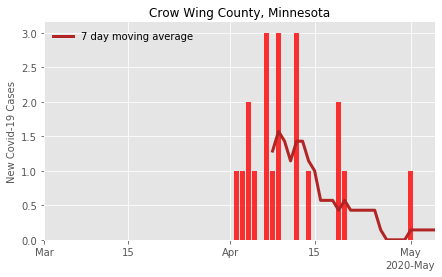 Crow Wing County, Minnesota
7 day moving average
New Covid-19 Cases
3.0
2.5
2.0
1.5
1.0
0.5
0.0
Mar 15 Apr 15 May
2020-May